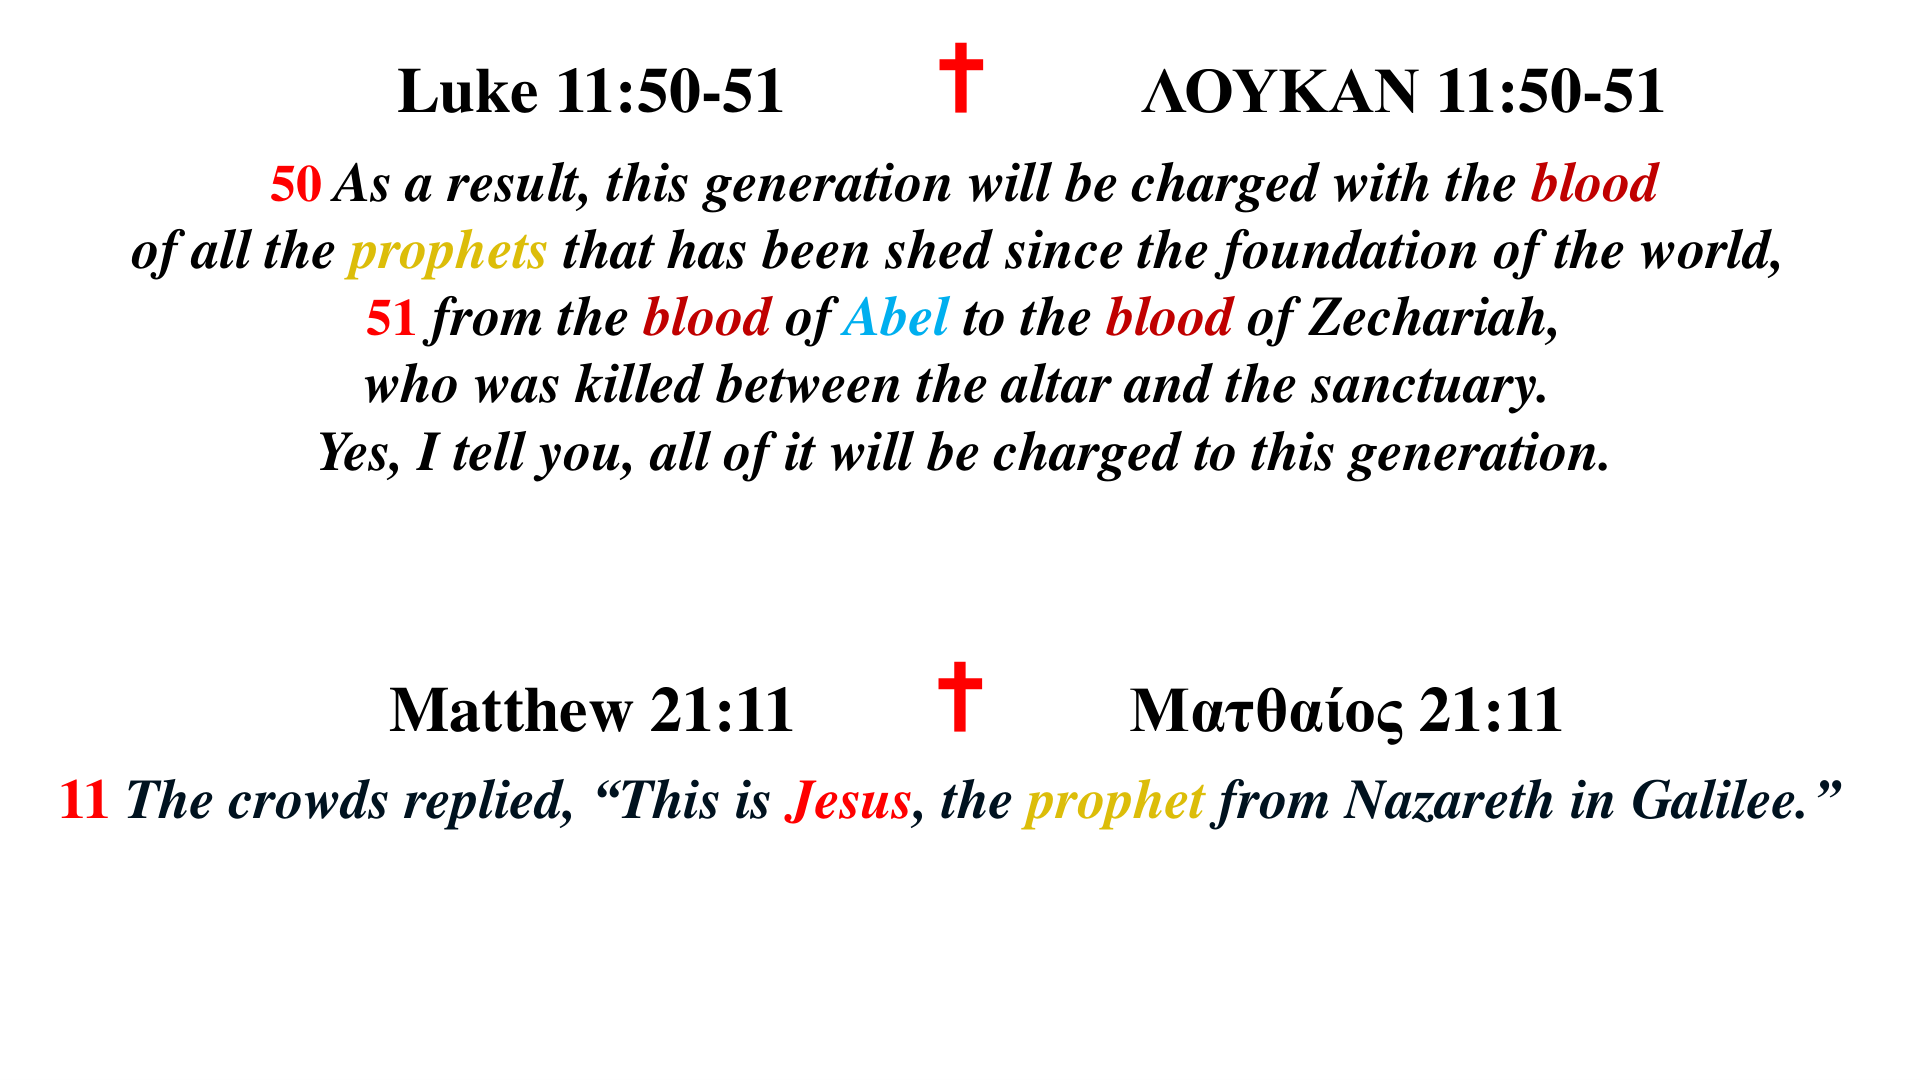 Luke 11:50-51 ✝ ΛΟΥΚΑΝ 11:50-51
50 As a result, this generation will be charged with the blood
of all the prophets that has been shed since the foundation of the world,
51 from the blood of Abel to the blood of Zechariah,
who was killed between the altar and the sanctuary.
Yes, I tell you, all of it will be charged to this generation.
Matthew 21:11 ✝ Ματθαίος 21:11
11 The crowds replied, “This is Jesus, the prophet from Nazareth in Galilee.”